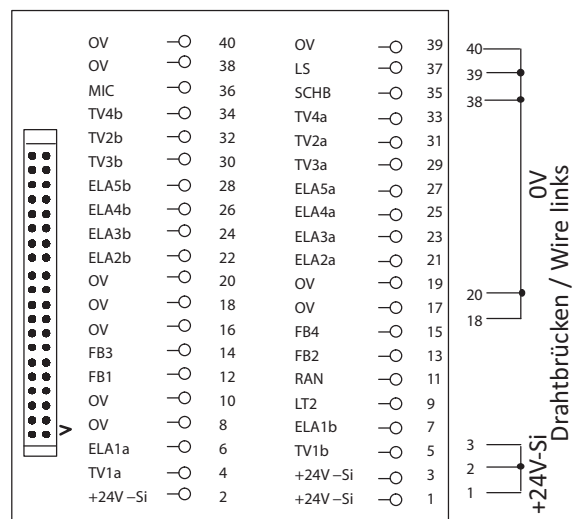 OV 40 OV 39
OV 38 LS 37
MIC 36 SCHB 35
TV4b 34 TV4a 33
TV2b 32 TV2a 31
TV3b 30 TV3a 29
ELA5b 28 ELA5a 27
ELA4b 26 ELA4a 25
ELA3b 24 ELA3a 23
ELA2b 22 ELA2a 21
OV 20 OV 19
OV 18 OV 17
OV 16 FB4 15
FB3 14 FB2 13
FB1 12 RAN 11
OV 10 LT2 9
OV 8 ELA1b 7
ELA1a 6 TV1b 5
TV1a 4 +24V –Si 3
+24V –Si 2 +24V –Si 1
>
40
39
38
20
18
3
2
1
0V
+24V-Si
Drahtbrücken / Wire links